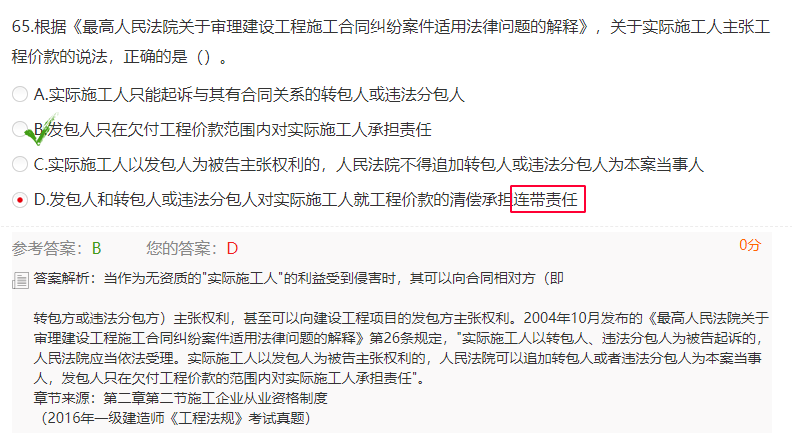 65.根据《最高人民法院关于审理建设工程施工合同纠纷案件适用法律问题的解释》，关于实际施工人主张工
程价款的说法，正确的是（）。
A.实际施工人只能起诉与其有合同关系的转包人或违法分包人
B.发包人只在欠付工程价款范围内对实际施工人承担责任
C.实际施工人以发包人为被告主张权利的，人民法院不得追加转包人或违法分包人为本案当事人
D.发包人和转包人或违法分包人对实际施工人就工程价款的清偿承担连带责任
参考答案：B 您的答案：D 0分
答案解析：当作为无资质的"实际施工人"的利益受到侵害时，其可以向合同相对方（即
转包方或违法分包方）主张权利，甚至可以向建设工程项目的发包方主张权利。2004年10月发布的《最高人民法院关于
审理建设工程施工合同纠纷案件适用法律问题的解释》第26条规定，"实际施工人以转包人、违法分包人为被告起诉的，
人民法院应当依法受理。实际施工人以发包人为被告主张权利的，人民法院可以追加转包人或者违法分包人为本案当事
人，发包人只在欠付工程价款的范围内对实际施工人承担责任"。
章节来源：第二章第二节施工企业从业资格制度
（2016年一级建造师《工程法规》考试真题）